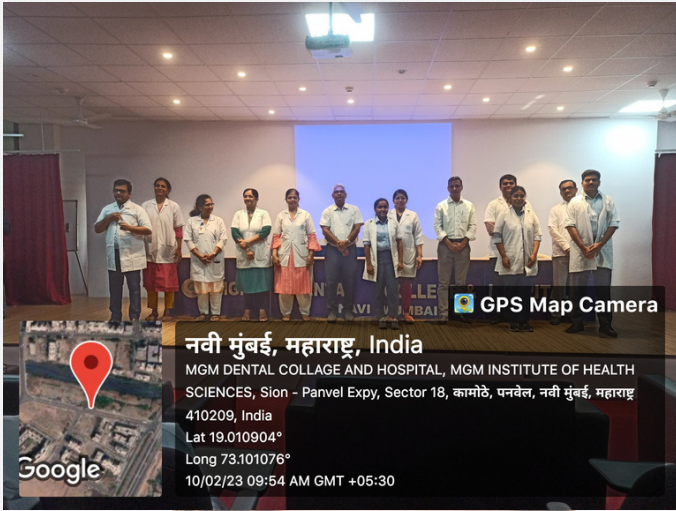 NAVI MUMBAI
GPS Map Camera
नवी मुंबई, महाराष्ट्र, India
MGM DENTAL COLLAGE AND HOSPITAL, MGM INSTITUTE OF HEALTH
SCIENCES, Sion - Panvel Expy, Sector 18, कामोठे, पनवेल, नवी मुंबई, महाराष्ट्र
410209, India
Lat 19.010904°
Long 73.101076°
10/02/23 09:54 AM GMT +05:30
Google